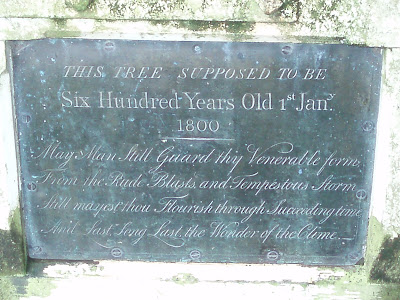 THIS TREE SUPPOSED TO BE
Six Hundred Years Old 1st Jany.
1800
May Man still Guard thy Venerable form
From the Rude Blasts, and Tempestous Storm
Still mayest thou Flourish through Succeeding time
And Last Long Last the Wonder of the Clime